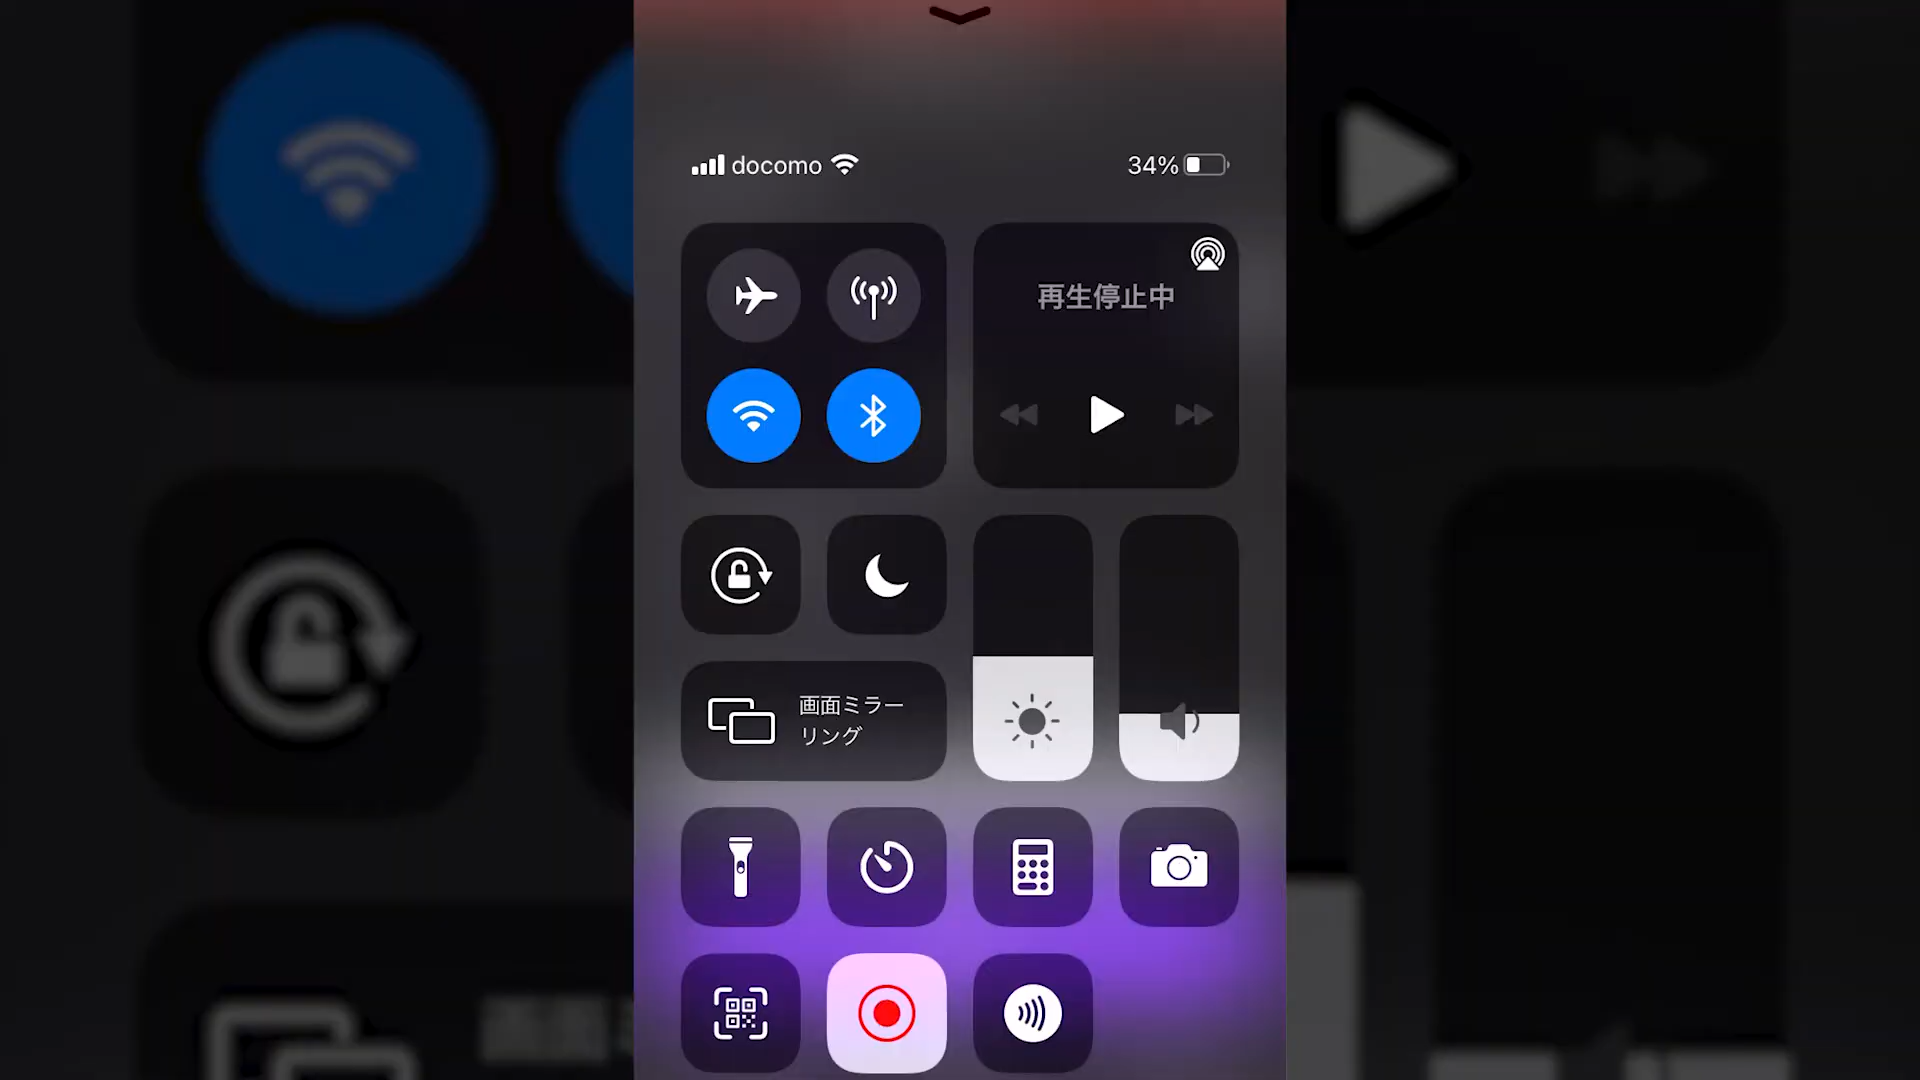 docomo
34%
再生停止中
画面ミラー
リング